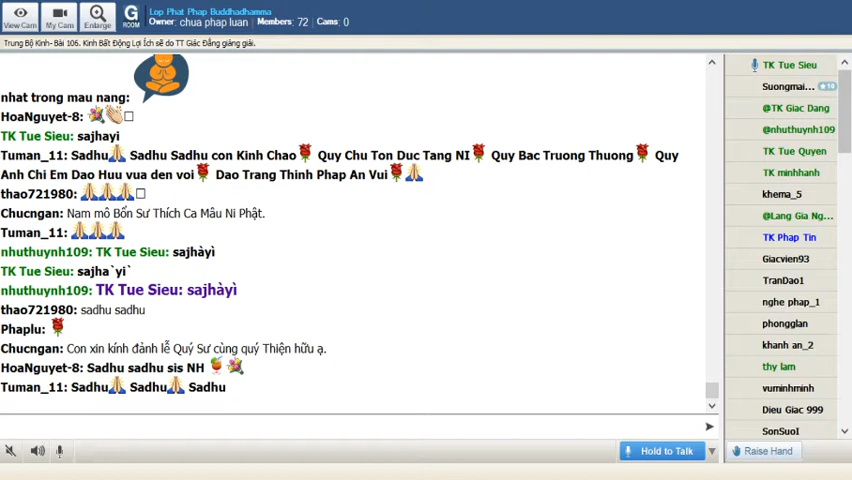 View Cam
My Cam
Enlarge
G
ROOM
Lop Phat Phap Buddhadhamma
Owner: chua phap luan Members: 72 Cams: 0
Trung Bộ Kinh- Bài 106. Kinh Bất Động Lợi Ích sẽ do TT Giác Đẳng giảng giải.
nhat trong mau nang:
HoaNguyet-8:
TK Tue Sieu: sajhayi
Tuman_11: Sadhu Sadhu Sadhu con Kinh Chao Quy Chu Ton Duc Tang NI Quy Bac Truong Thuong Quy
Anh Chi Em Dao Huu vua den voi Dao Trang Thinh Phap An Vui
thao721980:
Chucngan: Nam mô Bổn Sư Thích Ca Mâu Ni Phật.
Tuman_11:
nhuthuynh109: TK Tue Sieu: sajhàyì
TK Tue Sieu: sajha`yi`
nhuthuynh109: TK Tue Sieu: sajhàyì
thao721980: sadhu sadhu
Phaplu:
Chucngan: Con xin kính đảnh lễ Quý Sư cùng quý Thiện hữu ạ.
HoaNguyet-8: Sadhu sadhu sis NH
Tuman_11: Sadhu Sadhu Sadhu
Hold to Talk
TK Tue Sieu
Suongmai... 10
@TK Giac Dang
@nhuthuynh109
TK Tue Quyen
TK minhhanh
khema_5
@Lang Gia Ng...
TK Phap Tin
Giacvien93
TranDao1
nghe phap_1
phongglan
khanh an_2
thy lam
vuminhminh
Dieu Giac 999
SonSuoI
Raise Hand